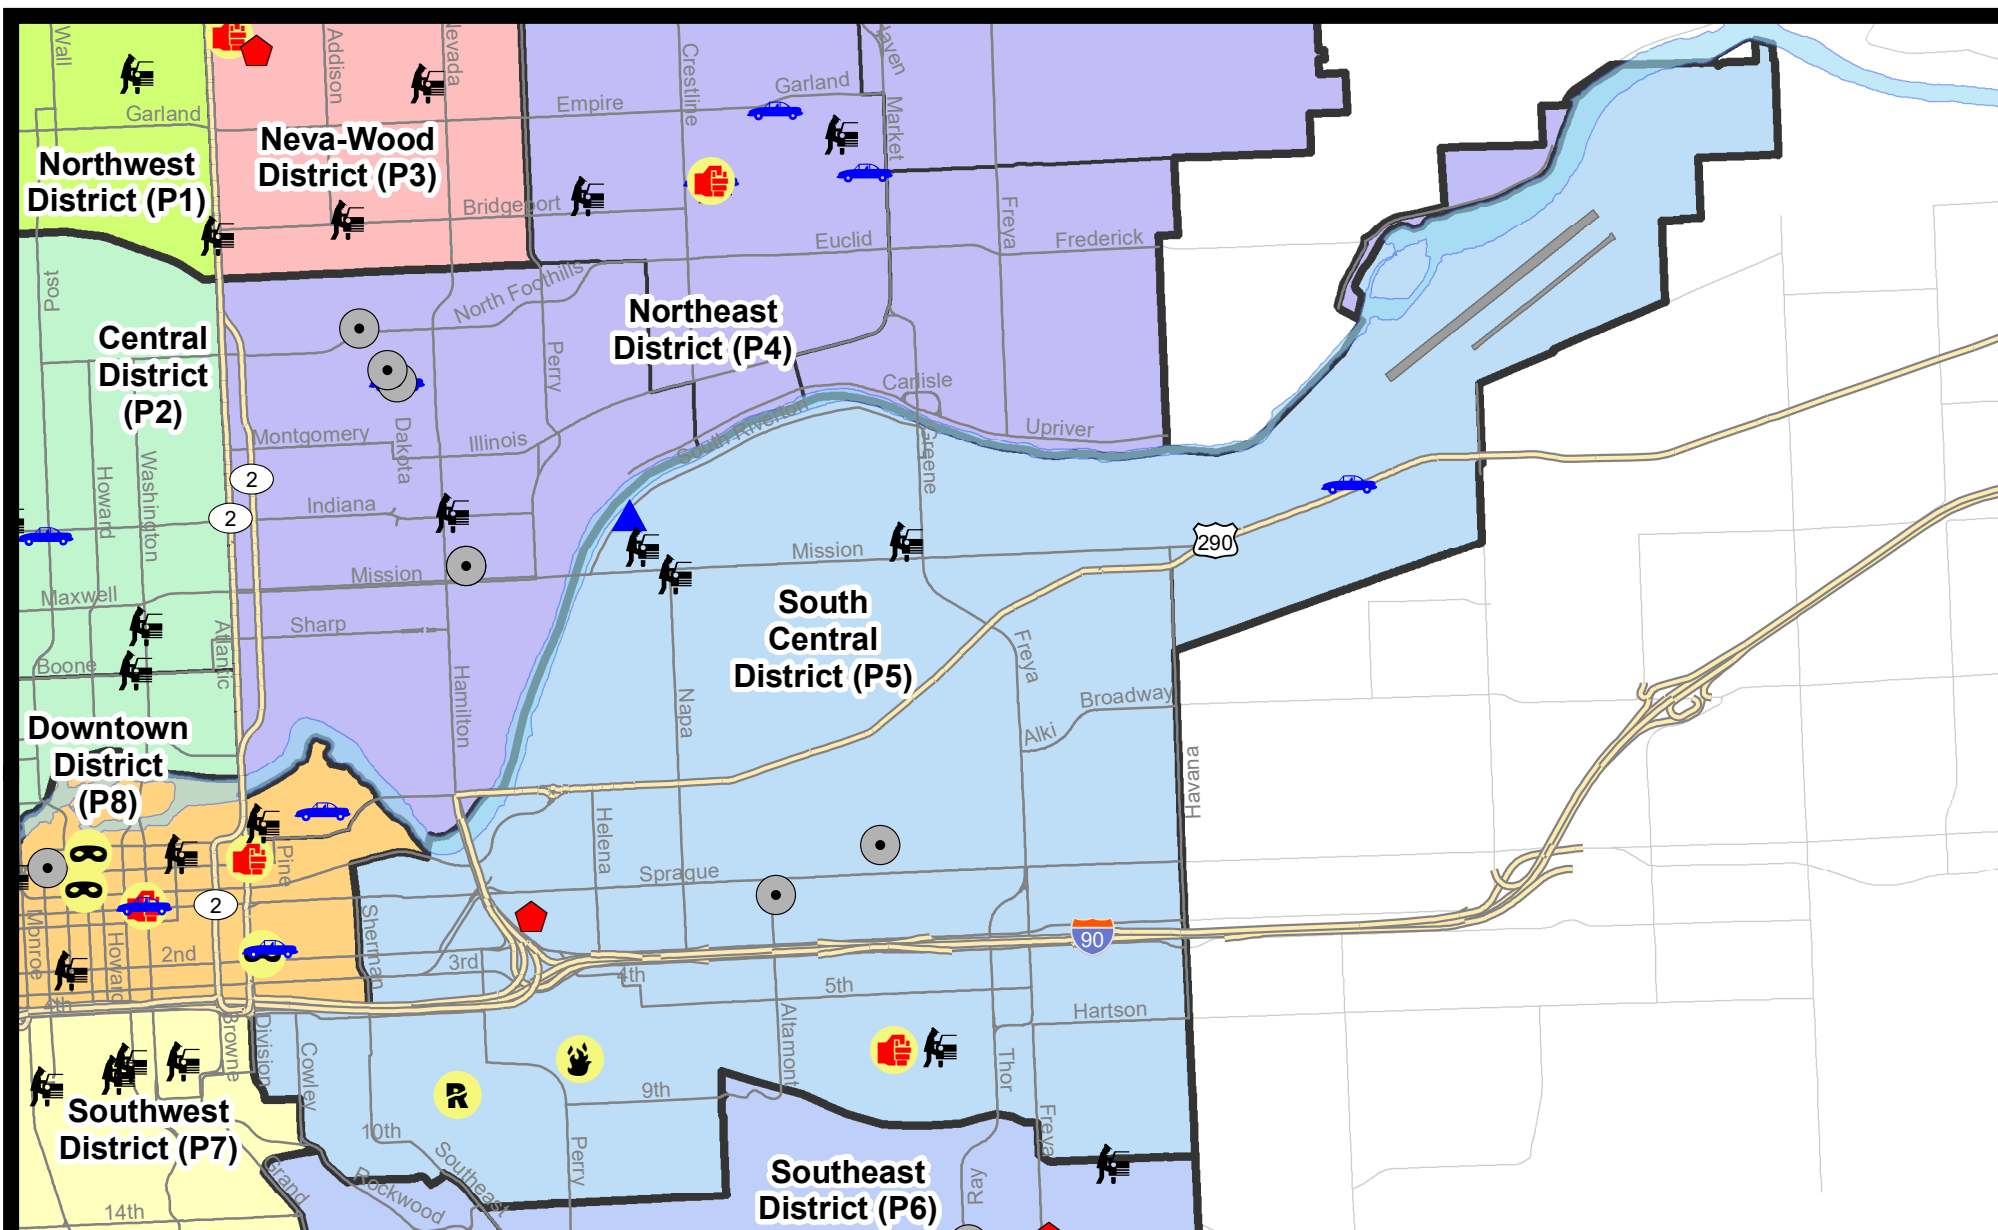 Wall
Addison
Nevada
Crestline
Haven
Market
Garland
Empire
Garland
Northwest
District (P1)
Neva-Wood
District (P3)
Bridgeport
Euclid
Freya
Frederick
Post
North Foothills
Northeast
District (P4)
Central
District
(P2)
Perry
Carlisle
Upriver
South Riverton
Greene
Montgomery
Dakota
Illinois
Howard
Washington
2
2
Indiana
290
Mission
Mission
Maxwell
South
Central
District (P5)
Sharp
Atlantic
Boone
Hamilton
Napa
Freya
Broadway
Alki
Havana
Downtown
District
(P8)
Helena
Pine
Sprague
2
Monroe
Howard
2nd
Sherman
3rd
4th
5th
90
4th
Browne
Division
Cowley
Altamont
Hartson
Thor
R
9th
10th
Perry
Southeast
Freya
Southwest
District (P7)
Grand
Rockwood
Southeast
District (P6)
Ray
14th